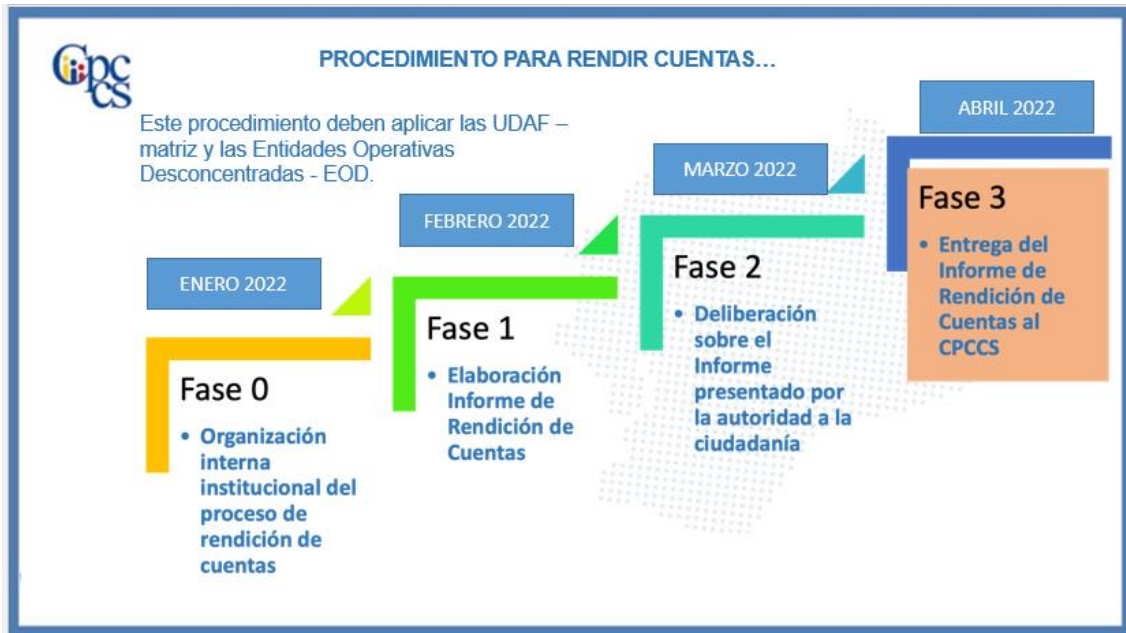 CpcCS
PROCEDIMIENTO PARA RENDIR CUENTAS...
Este procedimiento deben aplicar las UDAF –
matriz y las Entidades Operativas
Desconcentradas - EOD.
ENERO 2022
Fase 0
• Organización
interna
institucional del
proceso de
rendición de
cuentas
FEBRERO 2022
Fase 1
• Elaboración
Informe de
Rendición de
Cuentas
MARZO 2022
Fase 2
• Deliberación
sobre el
Informe
presentado por
la autoridad a la
ciudadanía
ABRIL 2022
Fase 3
• Entrega del
Informe de
Rendición de
Cuentas al
CPCCS